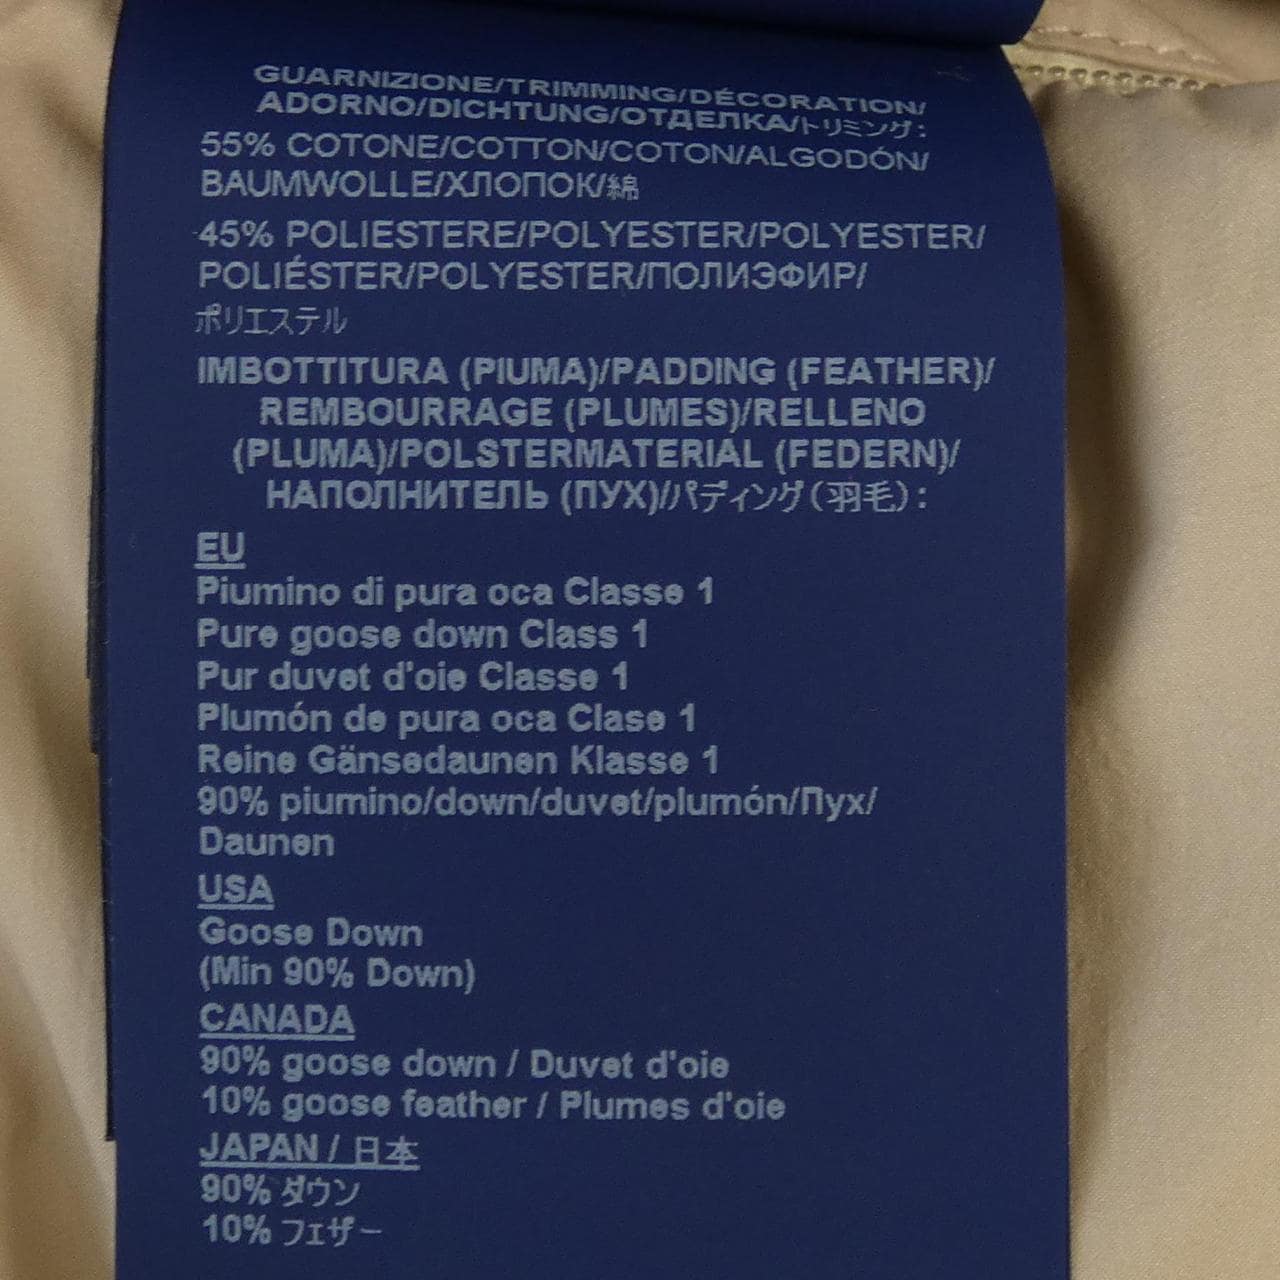 GUARNIZIONE/TRIMMING/DÉCORATION/
ADORNO/DICHTUNG/ОТДЕЛКА/トリミング:
55% COTONE/COTTON/COTON/ALGODÓN/
BAUMWOLLE/ХЛОПОК/綿
45% POLIESTERE/POLYESTER/POLYESTER/
POLIÉSTER/POLYESTER/ПОЛИЭФИР/
ポリエステル
IMBOTTITURA (PIUMA)/PADDING (FEATHER)/
REMBOURRAGE (PLUMES)/RELLENO
(PLUMA)/POLSTERMATERIAL (FEDERN)/
НАПОЛНИТЕЛЬ (ПУХ)/パディング(羽毛):
EU
Piumino di pura oca Classe 1
Pure goose down Class 1
Pur duvet d'oie Classe 1
Plumón de pura oca Clase 1
Reine Gänsedaunen Klasse 1
90% piumino/down/duvet/plumón/Пух/
Daunen
USA
Goose Down
(Min 90% Down)
CANADA
90% goose down / Duvet d'oie
10% goose feather / Plumes d'oie
JAPAN / 日本
90% ダウン
10% フェザー